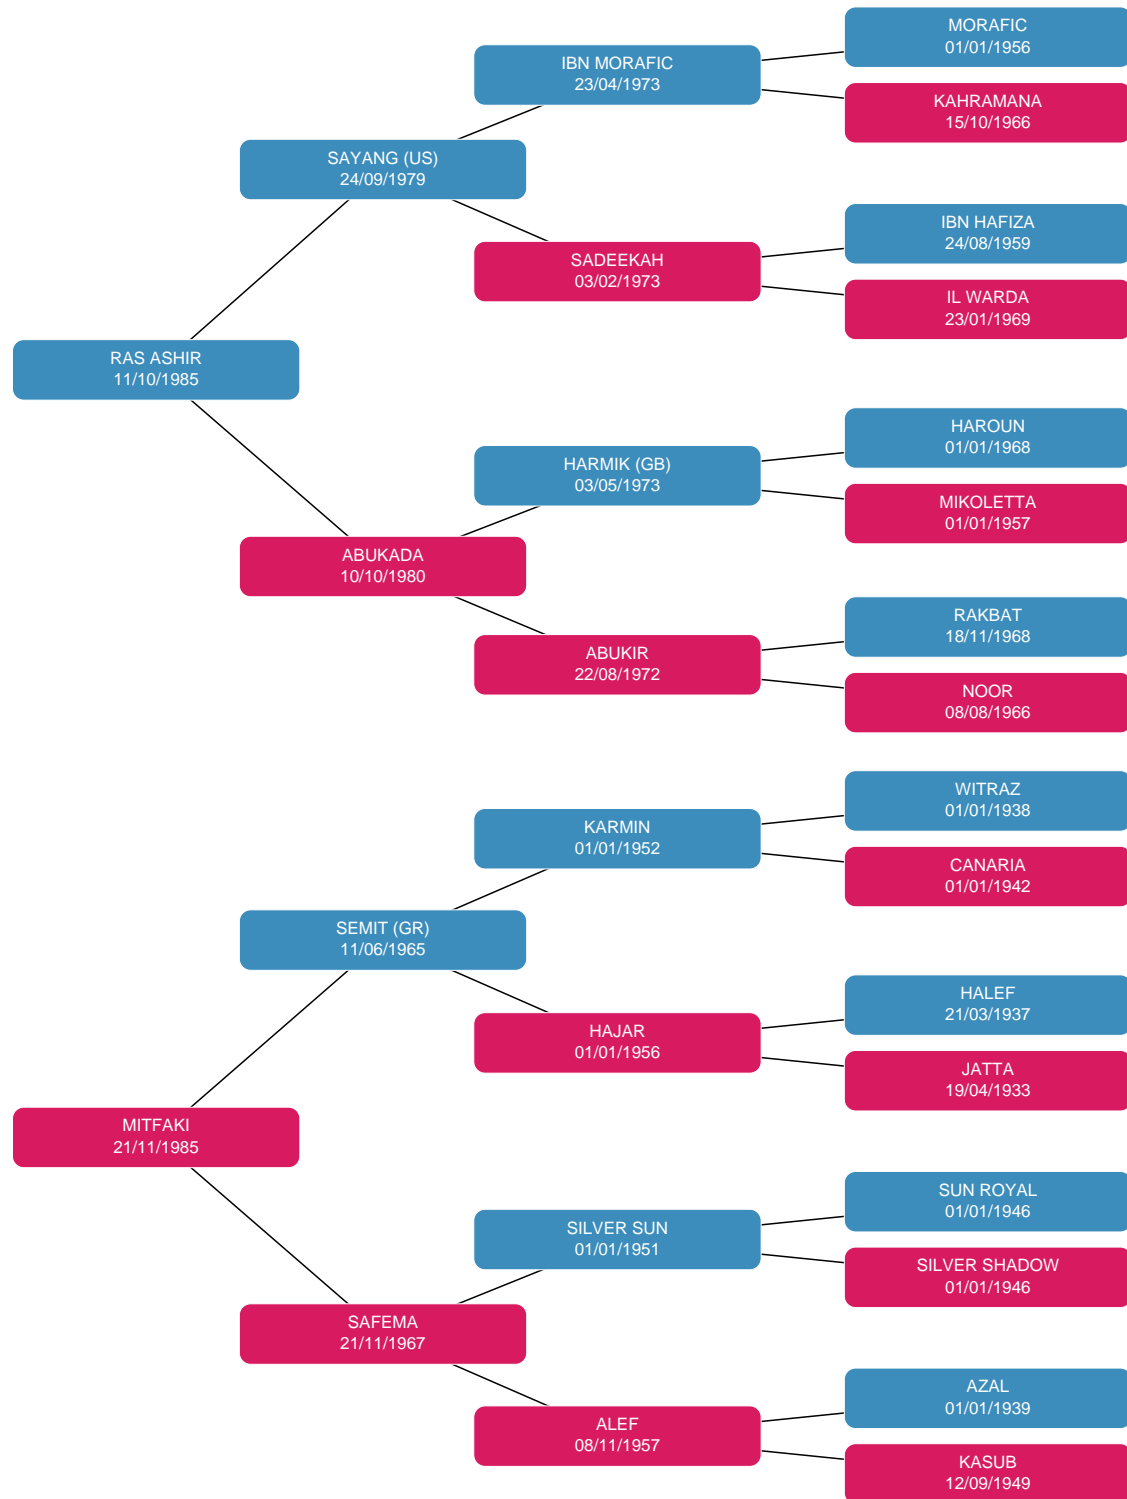 MORAFIC
01/01/1956
IBN MORAFIC
23/04/1973
KAHRAMANA
15/10/1966
SAYANG (US)
24/09/1979
IBN HAFIZA
24/08/1959
SADEEKAH
03/02/1973
IL WARDA
23/01/1969
RAS ASHIR
11/10/1985
HAROUN
01/01/1968
HARMIK (GB)
03/05/1973
MIKOLETTA
01/01/1957
ABUKADA
10/10/1980
RAKBAT
18/11/1968
ABUKIR
22/08/1972
NOOR
08/08/1966
WITRAZ
01/01/1938
KARMIN
01/01/1952
CANARIA
01/01/1942
SEMIT (GR)
11/06/1965
HALEF
21/03/1937
HAJAR
01/01/1956
JATTA
19/04/1933
MITFAKI
21/11/1985
SUN ROYAL
01/01/1946
SILVER SUN
01/01/1951
SILVER SHADOW
01/01/1946
SAFEMA
21/11/1967
AZAL
01/01/1939
ALEF
08/11/1957
KASUB
12/09/1949